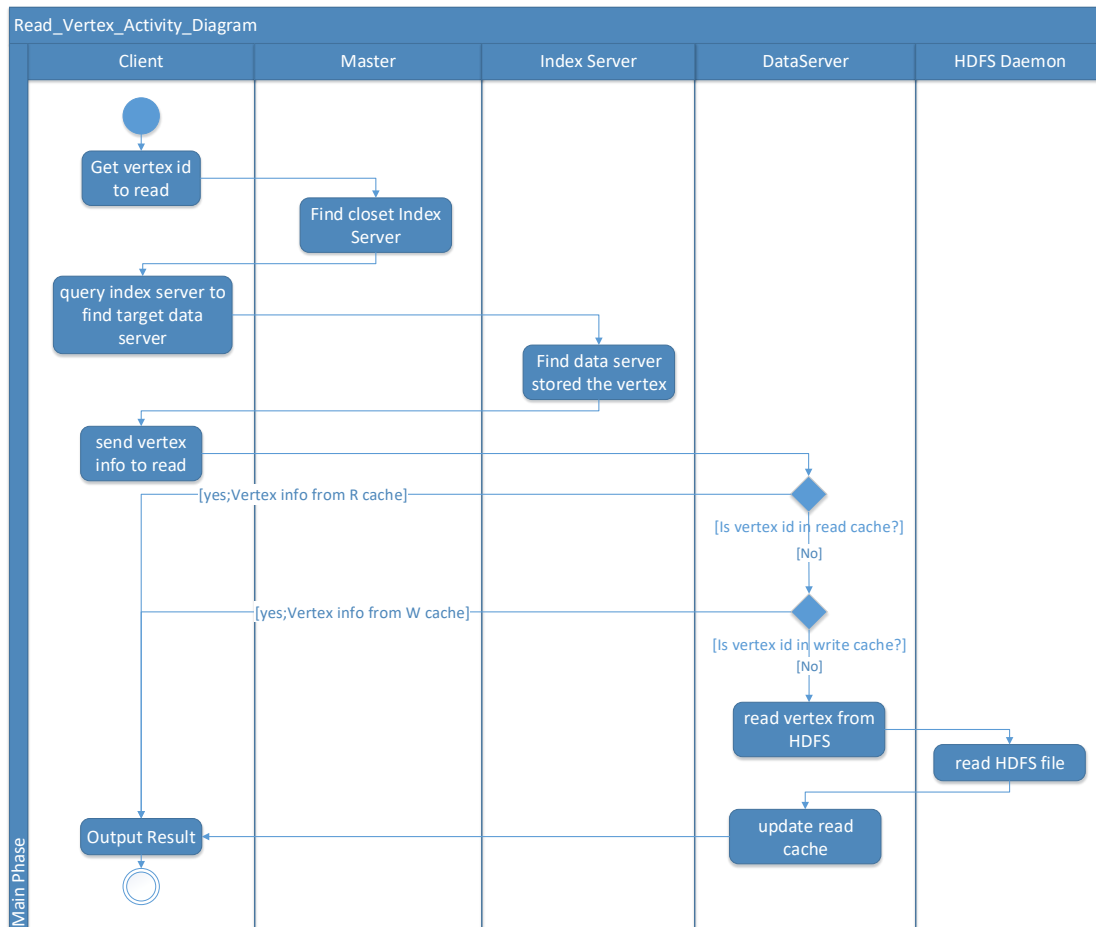 Read_Vertex_Activity_Diagram
Client
Master
Index Server
DataServer
HDFS Daemon
Get vertex id
to read
Find closet Index
Server
query index server to
find target data
server
Find data server
stored the vertex
send vertex
info to read
[yes;Vertex info from R cache]
[Is vertex id in read cache?]
[No]
[yes;Vertex info from W cache]
[Is vertex id in write cache?]
[No]
read vertex from
HDFS
read HDFS file
update read
cache
Output Result
Main Phase